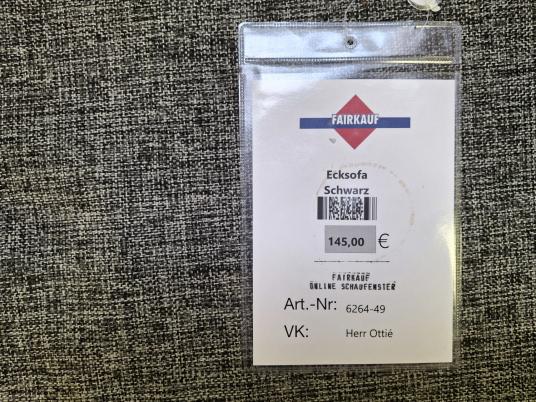 FAIRKAUF
Ecksofa
Schwarz
145,00 €
FAIRKAUF
ONLINE SCHAUFENSTER
Art.-Nr: 6264-49
VK: Herr Ottié